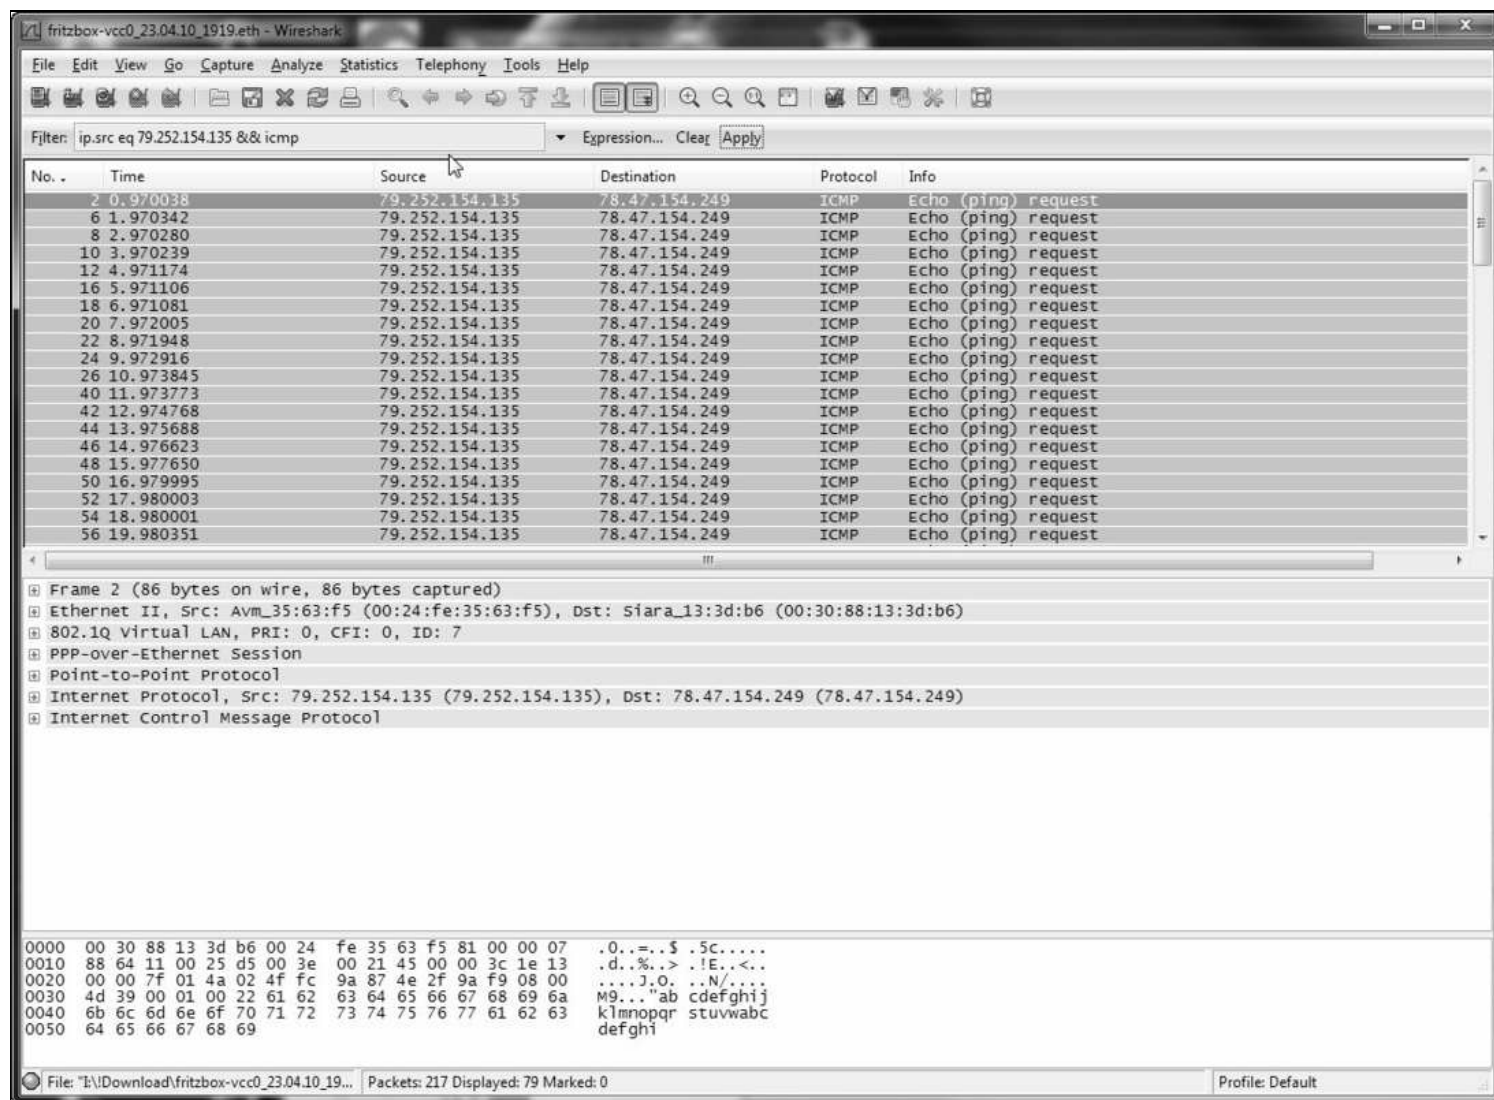 fritzbox-vcc0_23.04.10_1919.eth - Wireshark
File Edit View Go Capture Analyze Statistics Telephony Tools Help
Filter: ip.src eq 79.252.154.135 && icmp Expression... Clear Apply
No. . Time Source Destination Protocol Info
2 0.970038 79.252.154.135 78.47.154.249 ICMP Echo (ping) request
6 1.970342 79.252.154.135 78.47.154.249 ICMP Echo (ping) request
8 2.970280 79.252.154.135 78.47.154.249 ICMP Echo (ping) request
10 3.970239 79.252.154.135 78.47.154.249 ICMP Echo (ping) request
12 4.971174 79.252.154.135 78.47.154.249 ICMP Echo (ping) request
16 5.971106 79.252.154.135 78.47.154.249 ICMP Echo (ping) request
18 6.971081 79.252.154.135 78.47.154.249 ICMP Echo (ping) request
20 7.972005 79.252.154.135 78.47.154.249 ICMP Echo (ping) request
22 8.971948 79.252.154.135 78.47.154.249 ICMP Echo (ping) request
24 9.972916 79.252.154.135 78.47.154.249 ICMP Echo (ping) request
26 10.973845 79.252.154.135 78.47.154.249 ICMP Echo (ping) request
40 11.973773 79.252.154.135 78.47.154.249 ICMP Echo (ping) request
42 12.974768 79.252.154.135 78.47.154.249 ICMP Echo (ping) request
44 13.975688 79.252.154.135 78.47.154.249 ICMP Echo (ping) request
46 14.976623 79.252.154.135 78.47.154.249 ICMP Echo (ping) request
48 15.977650 79.252.154.135 78.47.154.249 ICMP Echo (ping) request
50 16.979995 79.252.154.135 78.47.154.249 ICMP Echo (ping) request
52 17.980003 79.252.154.135 78.47.154.249 ICMP Echo (ping) request
54 18.980001 79.252.154.135 78.47.154.249 ICMP Echo (ping) request
56 19.980351 79.252.154.135 78.47.154.249 ICMP Echo (ping) request
Frame 2 (86 bytes on wire, 86 bytes captured)
Ethernet II, Src: Avm_35:63:f5 (00:24:fe:35:63:f5), Dst: Siara_13:3d:b6 (00:30:88:13:3d:b6)
802.1Q Virtual LAN, PRI: 0, CFI: 0, ID: 7
PPP-over-Ethernet Session
Point-to-Point Protocol
Internet Protocol, Src: 79.252.154.135 (79.252.154.135), Dst: 78.47.154.249 (78.47.154.249)
Internet Control Message Protocol
0000 00 30 88 13 3d b6 00 24 fe 35 63 f5 81 00 00 07 .0..=..$ .5c.....
0010 88 64 11 00 25 d5 00 3e 00 21 45 00 00 3c 1e 13 .d..%..> .!E..<..
0020 00 00 7f 01 4a 02 4f fc 9a 87 4e 2f 9a f9 08 00 ....J.O. ..N/....
0030 4d 39 00 01 00 22 61 62 63 64 65 66 67 68 69 6a M9..."ab cdefghij
0040 6b 6c 6d 6e 6f 70 71 72 73 74 75 76 77 61 62 63 klmnopqr stuvwabc
0050 64 65 66 67 68 69 defghi
File: "I:\!Download\fritzbox-vcc0_23.04.10_19... Packets: 217 Displayed: 79 Marked: 0 Profile: Default